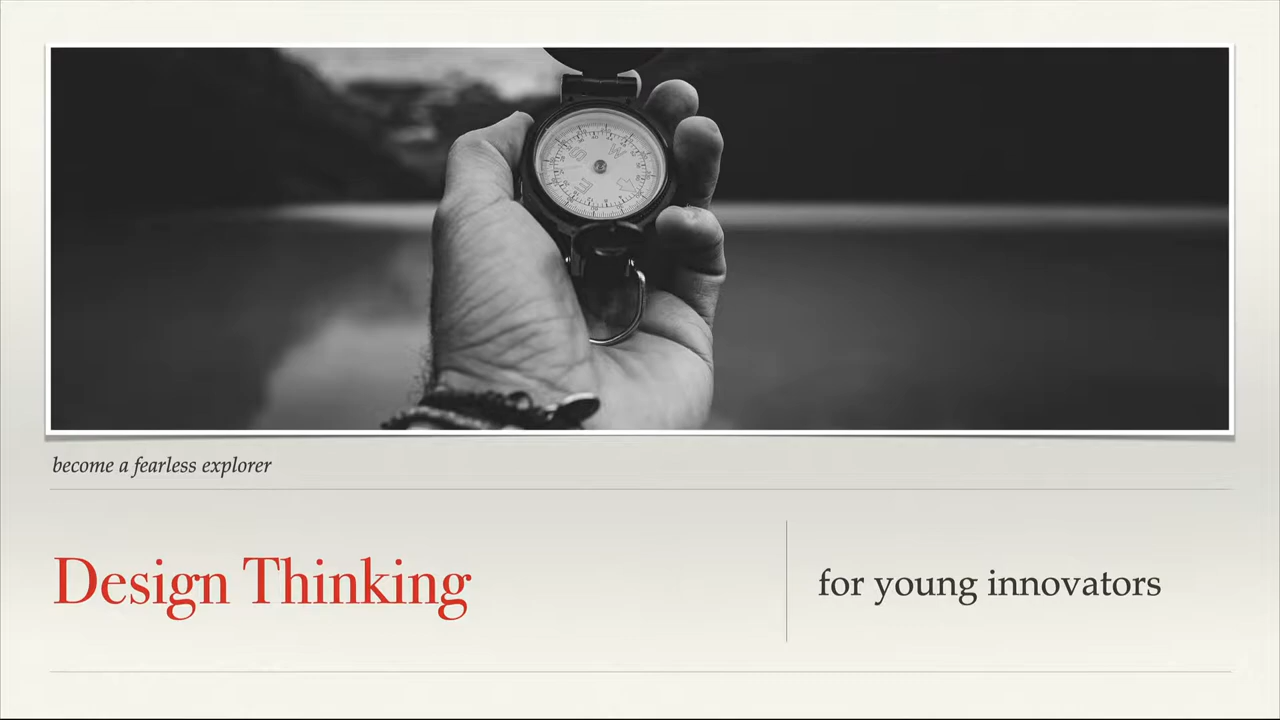 S W
E
become a fearless explorer
Design Thinking
for young innovators